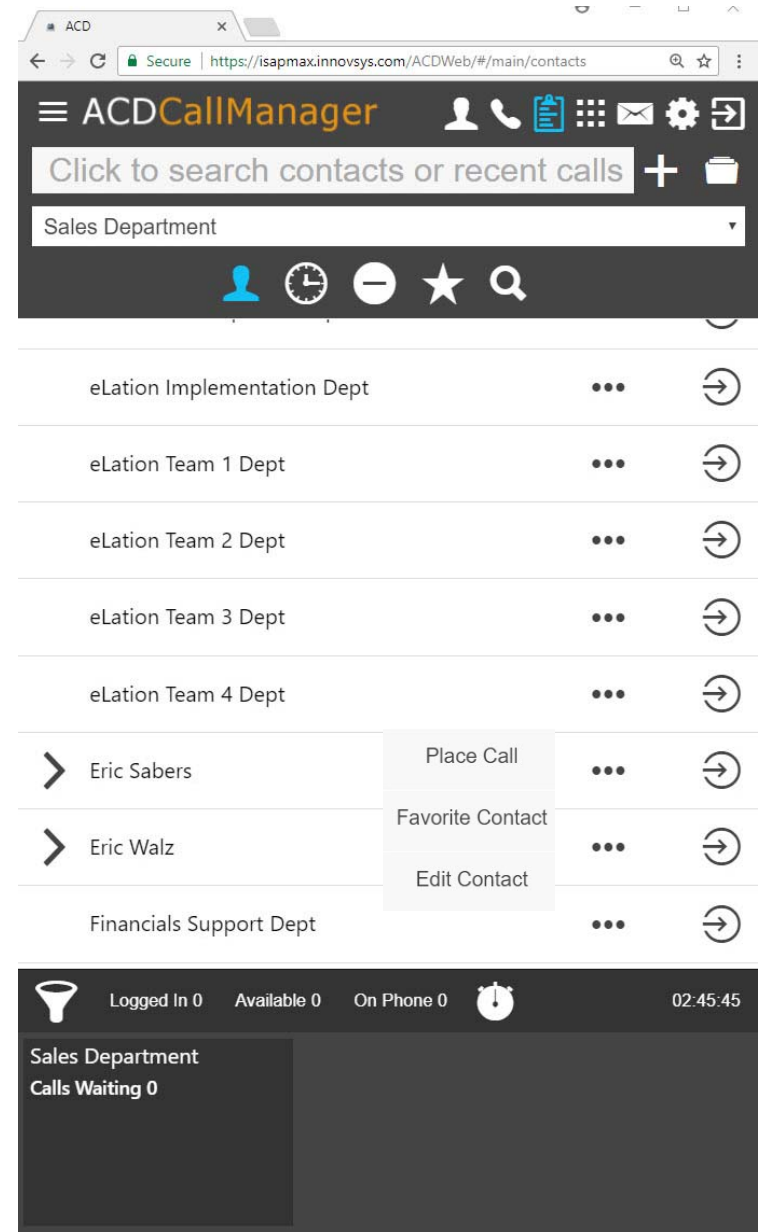 ACD
Secure | https://isapmax.innovsys.com/ACDWeb/#/main/contacts
ACDCallManager
Click to search contacts or recent calls
Sales Department
eLation Implementation Dept
eLation Team 1 Dept
eLation Team 2 Dept
eLation Team 3 Dept
eLation Team 4 Dept
Place Call
Eric Sabers
Favorite Contact
Eric Walz
Edit Contact
Financials Support Dept
Logged In 0 Available 0 On Phone 0 02:45:45
Sales Department
Calls Waiting 0